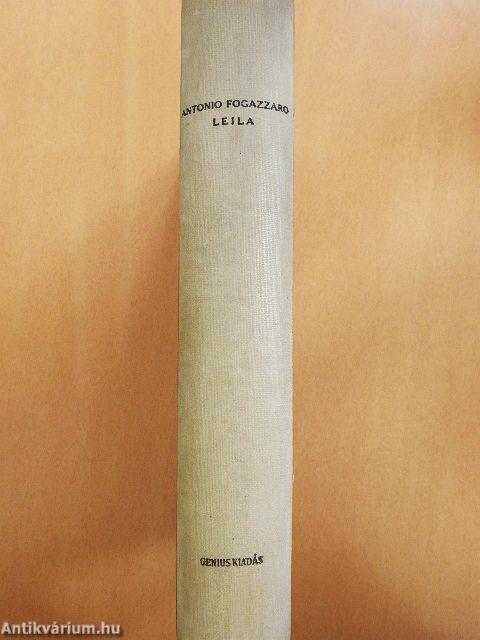 ANTONIO FOGAZZARO
LEILA
GENIUS KIADÁS
Antikvárium.hu